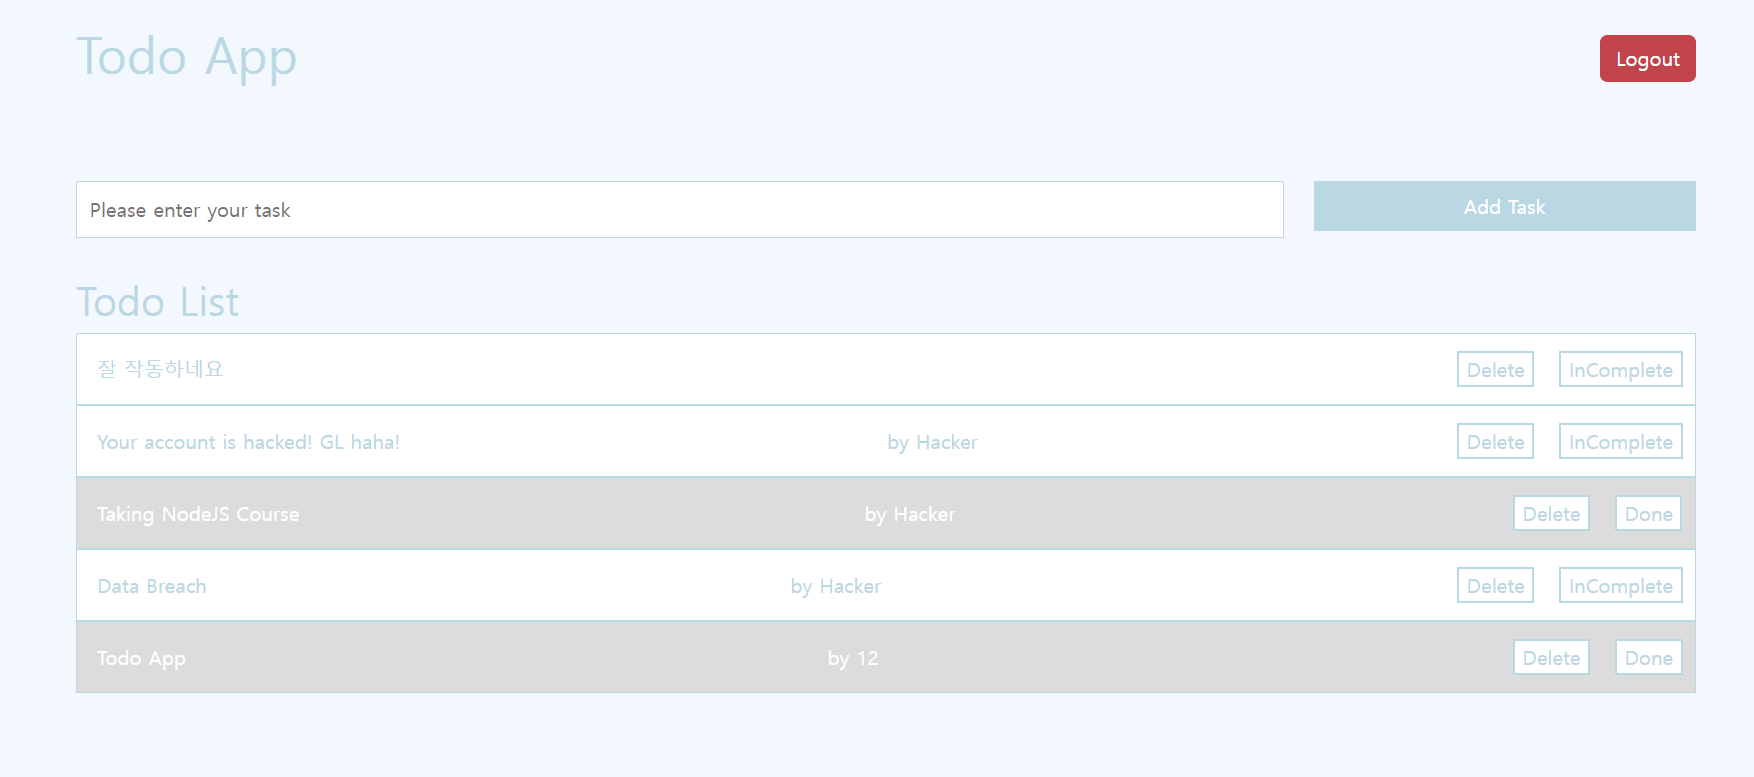 Todo App
Logout
Please enter your task
Add Task
Todo List
잘 작동하네요 Delete InComplete
Your account is hacked! GL haha! by Hacker Delete InComplete
Taking NodeJS Course by Hacker Delete Done
Data Breach by Hacker Delete InComplete
Todo App by 12 Delete Done